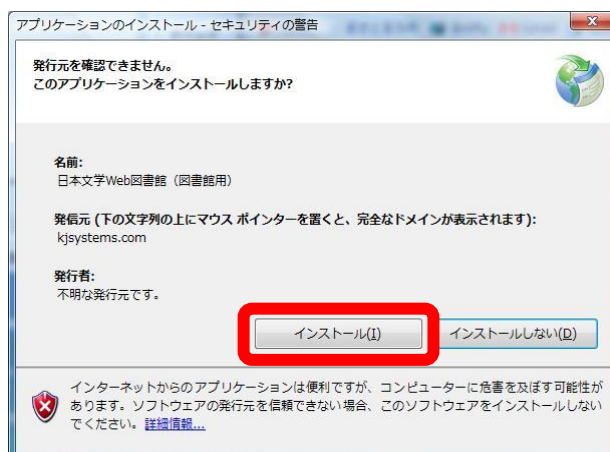 アプリケーションのインストール - セキュリティの警告
発行元を確認できません。
このアプリケーションをインストールしますか?
名前:
日本文学Web図書館（図書館用）
発信元 (下の文字列の上にマウス ポインターを置くと、完全なドメインが表示されます):
kjsystems.com
発行者:
不明な発行元です。
インストール(I) インストールしない(D)
インターネットからのアプリケーションは便利ですが、コンピューターに危害を及ぼす可能性が
あります。ソフトウェアの発行元を信頼できない場合、このソフトウェアをインストールしない
でください。詳細情報...